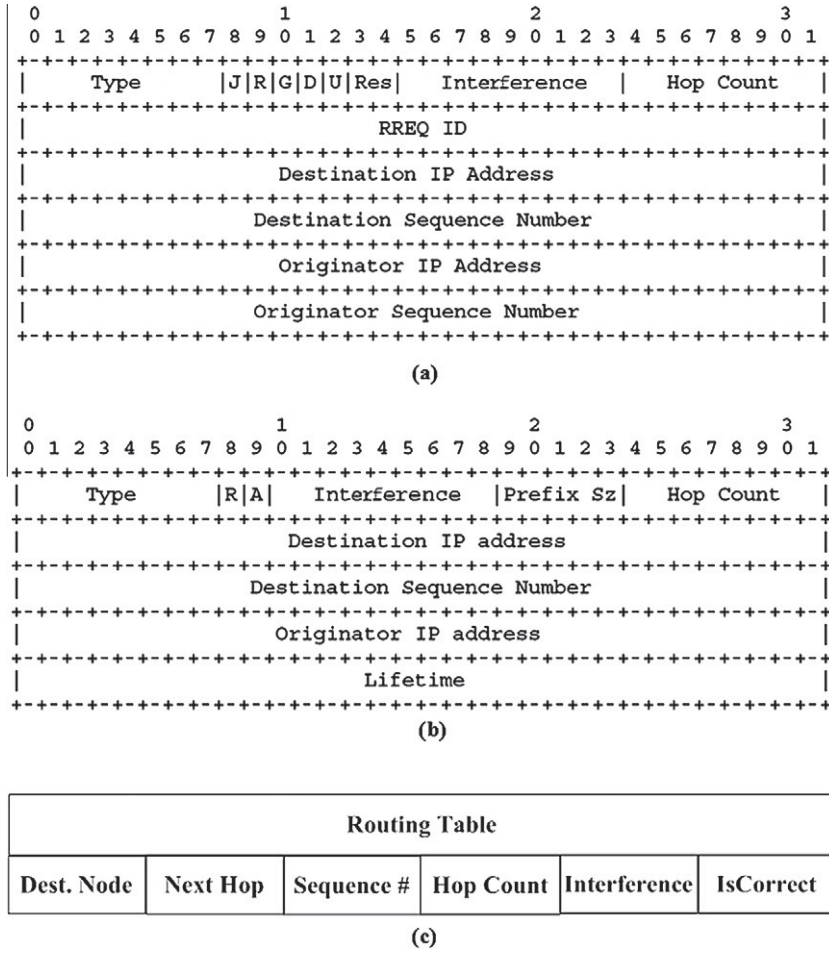 0                   1                   2                   3
0 1 2 3 4 5 6 7 8 9 0 1 2 3 4 5 6 7 8 9 0 1 2 3 4 5 6 7 8 9 0 1
+-+-+-+-+-+-+-+-+-+-+-+-+-+-+-+-+-+-+-+-+-+-+-+-+-+-+-+-+-+-+-+-+
| Type |J|R|G|D|U|Res| Interference | Hop Count |
+-+-+-+-+-+-+-+-+-+-+-+-+-+-+-+-+-+-+-+-+-+-+-+-+-+-+-+-+-+-+-+-+
| RREQ ID |
+-+-+-+-+-+-+-+-+-+-+-+-+-+-+-+-+-+-+-+-+-+-+-+-+-+-+-+-+-+-+-+-+
| Destination IP Address |
+-+-+-+-+-+-+-+-+-+-+-+-+-+-+-+-+-+-+-+-+-+-+-+-+-+-+-+-+-+-+-+-+
| Destination Sequence Number |
+-+-+-+-+-+-+-+-+-+-+-+-+-+-+-+-+-+-+-+-+-+-+-+-+-+-+-+-+-+-+-+-+
| Originator IP Address |
+-+-+-+-+-+-+-+-+-+-+-+-+-+-+-+-+-+-+-+-+-+-+-+-+-+-+-+-+-+-+-+-+
| Originator Sequence Number |
+-+-+-+-+-+-+-+-+-+-+-+-+-+-+-+-+-+-+-+-+-+-+-+-+-+-+-+-+-+-+-+-+
(a)
0                   1                   2                   3
0 1 2 3 4 5 6 7 8 9 0 1 2 3 4 5 6 7 8 9 0 1 2 3 4 5 6 7 8 9 0 1
+-+-+-+-+-+-+-+-+-+-+-+-+-+-+-+-+-+-+-+-+-+-+-+-+-+-+-+-+-+-+-+-+
| Type |R|A| Interference |Prefix Sz| Hop Count |
+-+-+-+-+-+-+-+-+-+-+-+-+-+-+-+-+-+-+-+-+-+-+-+-+-+-+-+-+-+-+-+-+
| Destination IP address |
+-+-+-+-+-+-+-+-+-+-+-+-+-+-+-+-+-+-+-+-+-+-+-+-+-+-+-+-+-+-+-+-+
| Destination Sequence Number |
+-+-+-+-+-+-+-+-+-+-+-+-+-+-+-+-+-+-+-+-+-+-+-+-+-+-+-+-+-+-+-+-+
| Originator IP address |
+-+-+-+-+-+-+-+-+-+-+-+-+-+-+-+-+-+-+-+-+-+-+-+-+-+-+-+-+-+-+-+-+
| Lifetime |
+-+-+-+-+-+-+-+-+-+-+-+-+-+-+-+-+-+-+-+-+-+-+-+-+-+-+-+-+-+-+-+-+
(b)
Routing Table
Dest. Node Next Hop Sequence # Hop Count Interference IsCorrect
(c)